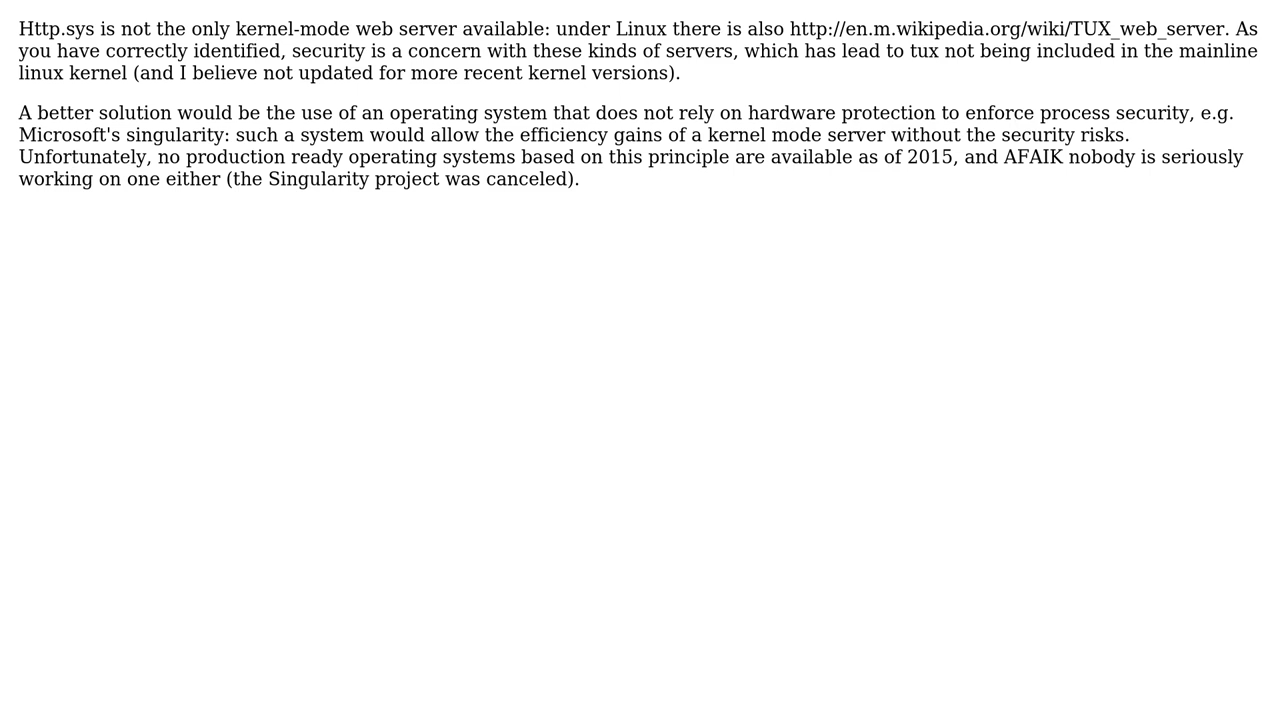 Http.sys is not the only kernel-mode web server available: under Linux there is also http://en.m.wikipedia.org/wiki/TUX_web_server. As
you have correctly identified, security is a concern with these kinds of servers, which has lead to tux not being included in the mainline
linux kernel (and I believe not updated for more recent kernel versions).
A better solution would be the use of an operating system that does not rely on hardware protection to enforce process security, e.g.
Microsoft's singularity: such a system would allow the efficiency gains of a kernel mode server without the security risks.
Unfortunately, no production ready operating systems based on this principle are available as of 2015, and AFAIK nobody is seriously
working on one either (the Singularity project was canceled).